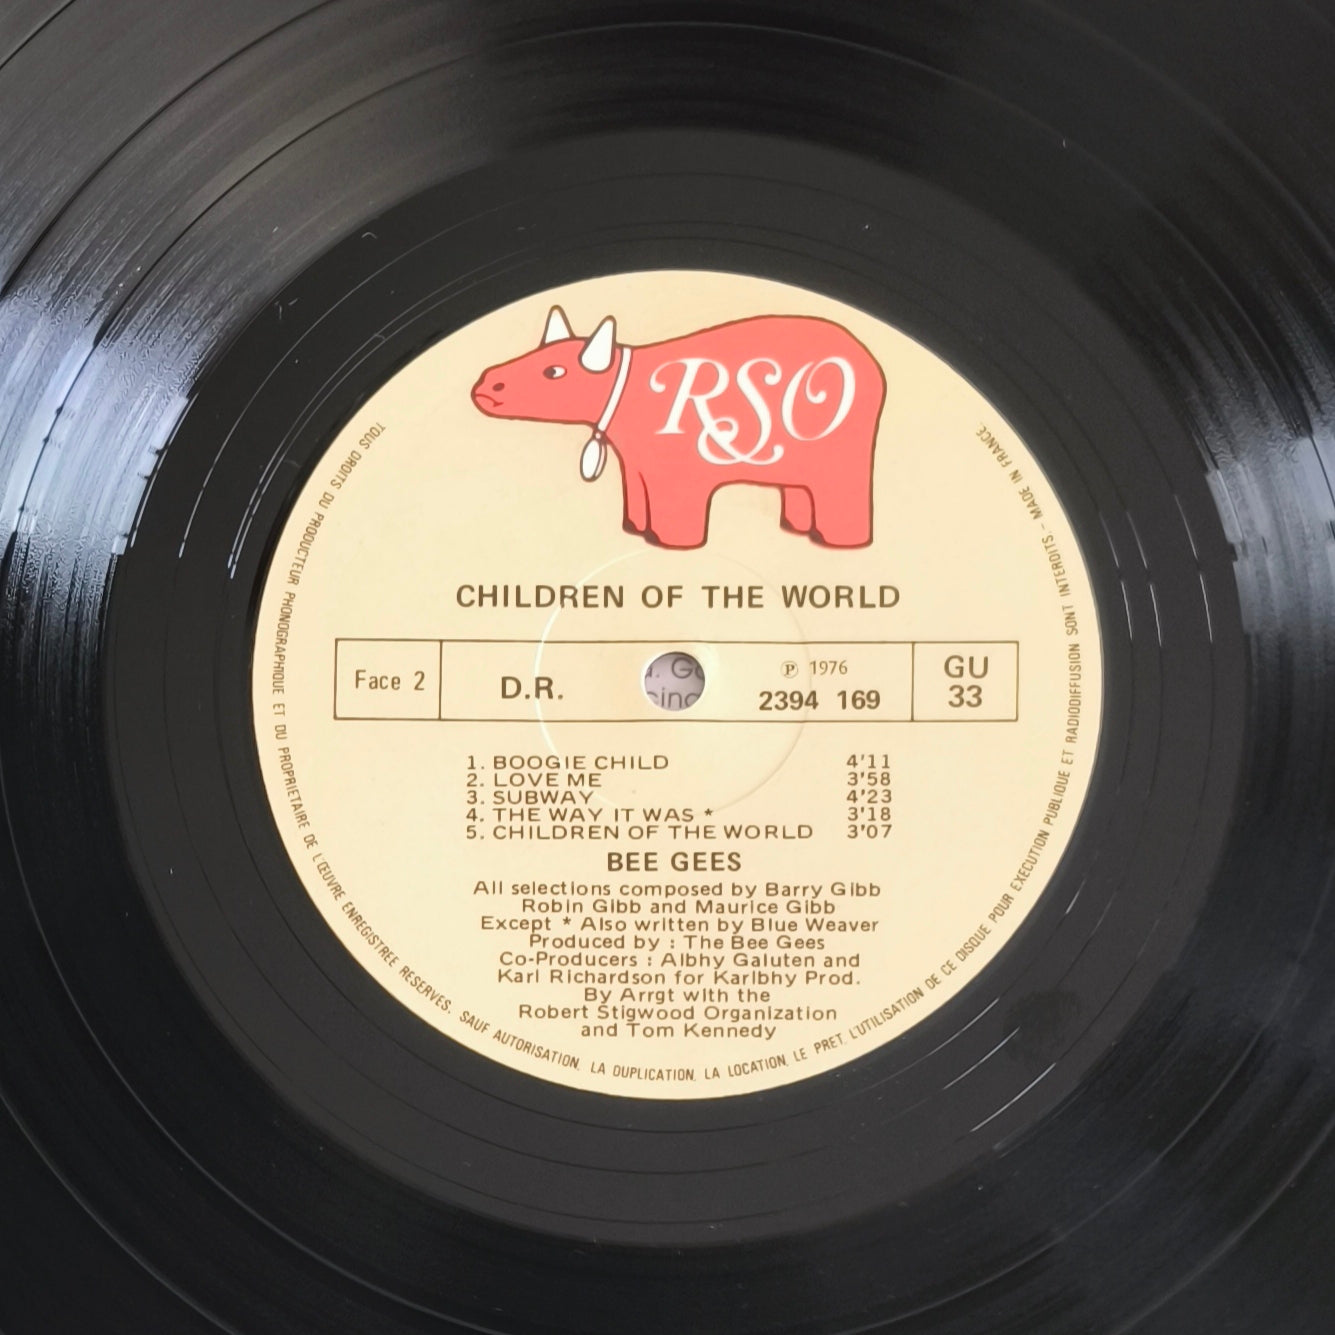 RSO
CHILDREN OF THE WORLD
Face 2
D.R.
℗ 1976
2394 169
GU
33
1. BOOGIE CHILD 4'11
2. LOVE ME 3'58
3. SUBWAY 4'23
4. THE WAY IT WAS * 3'18
5. CHILDREN OF THE WORLD 3'07
BEE GEES
All selections composed by Barry Gibb
Robin Gibb and Maurice Gibb
Except * Also written by Blue Weaver
Produced by : The Bee Gees
Co-Producers : Albhy Galuten and
Karl Richardson for Karlbhy Prod.
By Arrgt with the
Robert Stigwood Organization
and Tom Kennedy
TOUS DROITS DU PRODUCTEUR PHONOGRAPHIQUE ET DU PROPRIETAIRE DE L'ŒUVRE ENREGISTREE RESERVES. SAUF AUTORISATION, LA DUPLICATION, LA LOCATION, LE PRET, L'UTILISATION DE CE DISQUE POUR EXECUTION PUBLIQUE ET RADIODIFFUSION SONT INTERDITS. - MADE IN FRANCE.